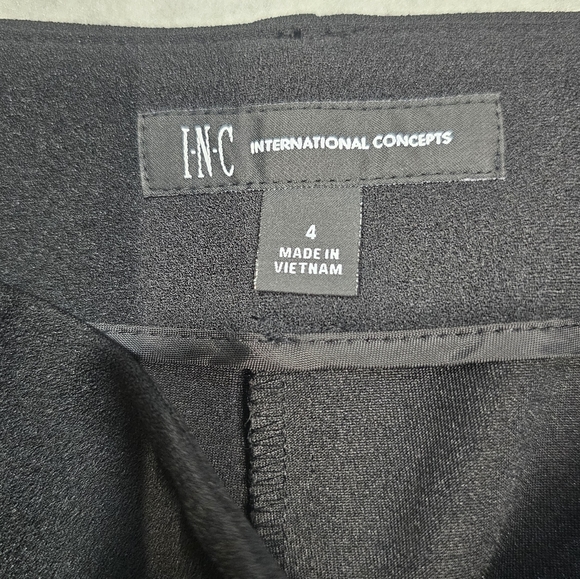 I·N·C INTERNATIONAL CONCEPTS
4
MADE IN
VIETNAM